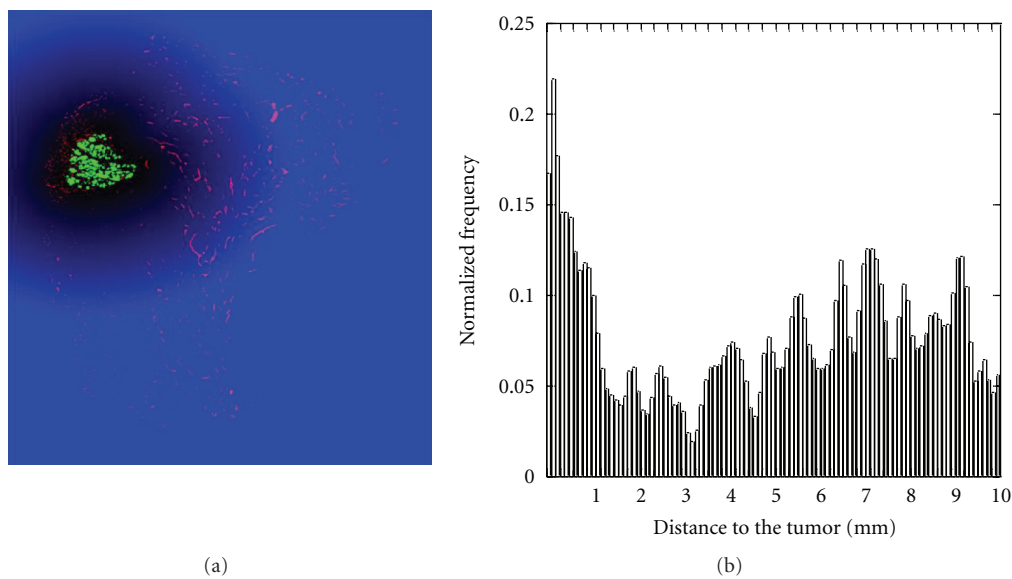 0.25
0.2
0.15
0.1
0.05
0
Normalized frequency
1 2 3 4 5 6 7 8 9 10
Distance to the tumor (mm)
(a)
(b)